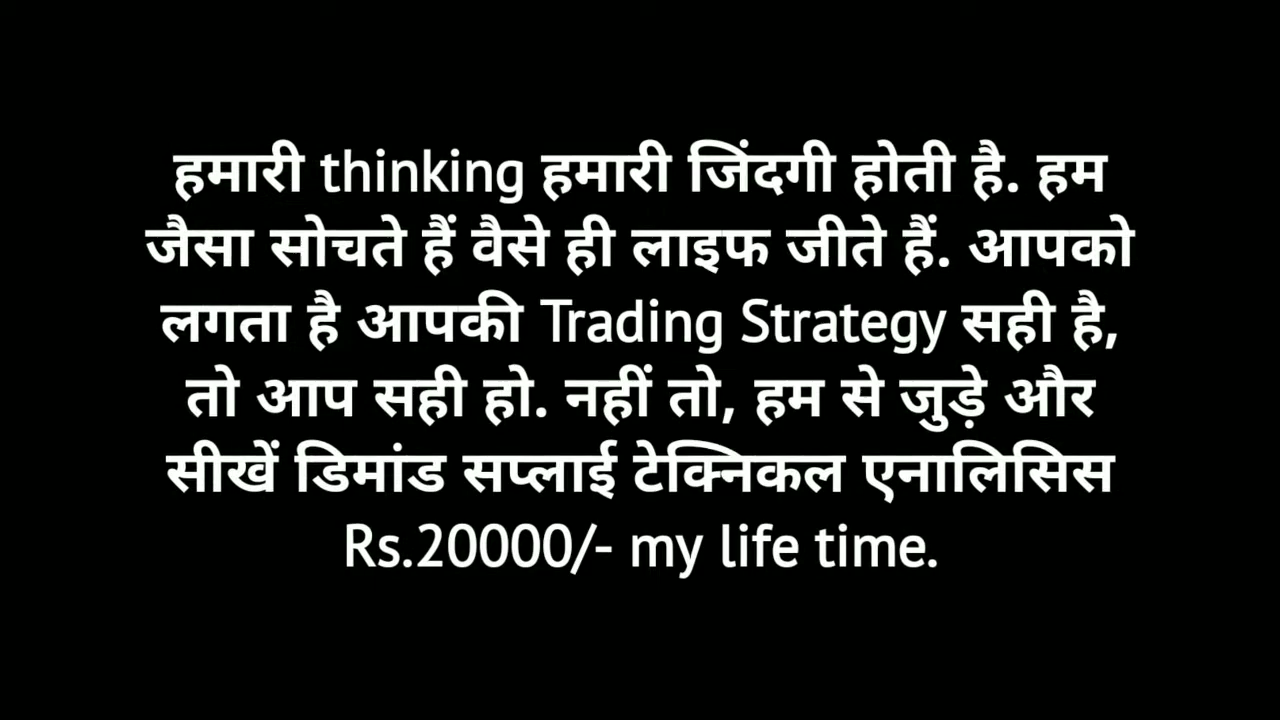 हमारी thinking हमारी जिंदगी होती है. हम
जैसा सोचते हैं वैसे ही लाइफ जीते हैं. आपको
लगता है आपकी Trading Strategy सही है,
तो आप सही हो. नहीं तो, हम से जुड़े और
सीखें डिमांड सप्लाई टेक्निकल एनालिसिस
Rs.20000/- my life time.